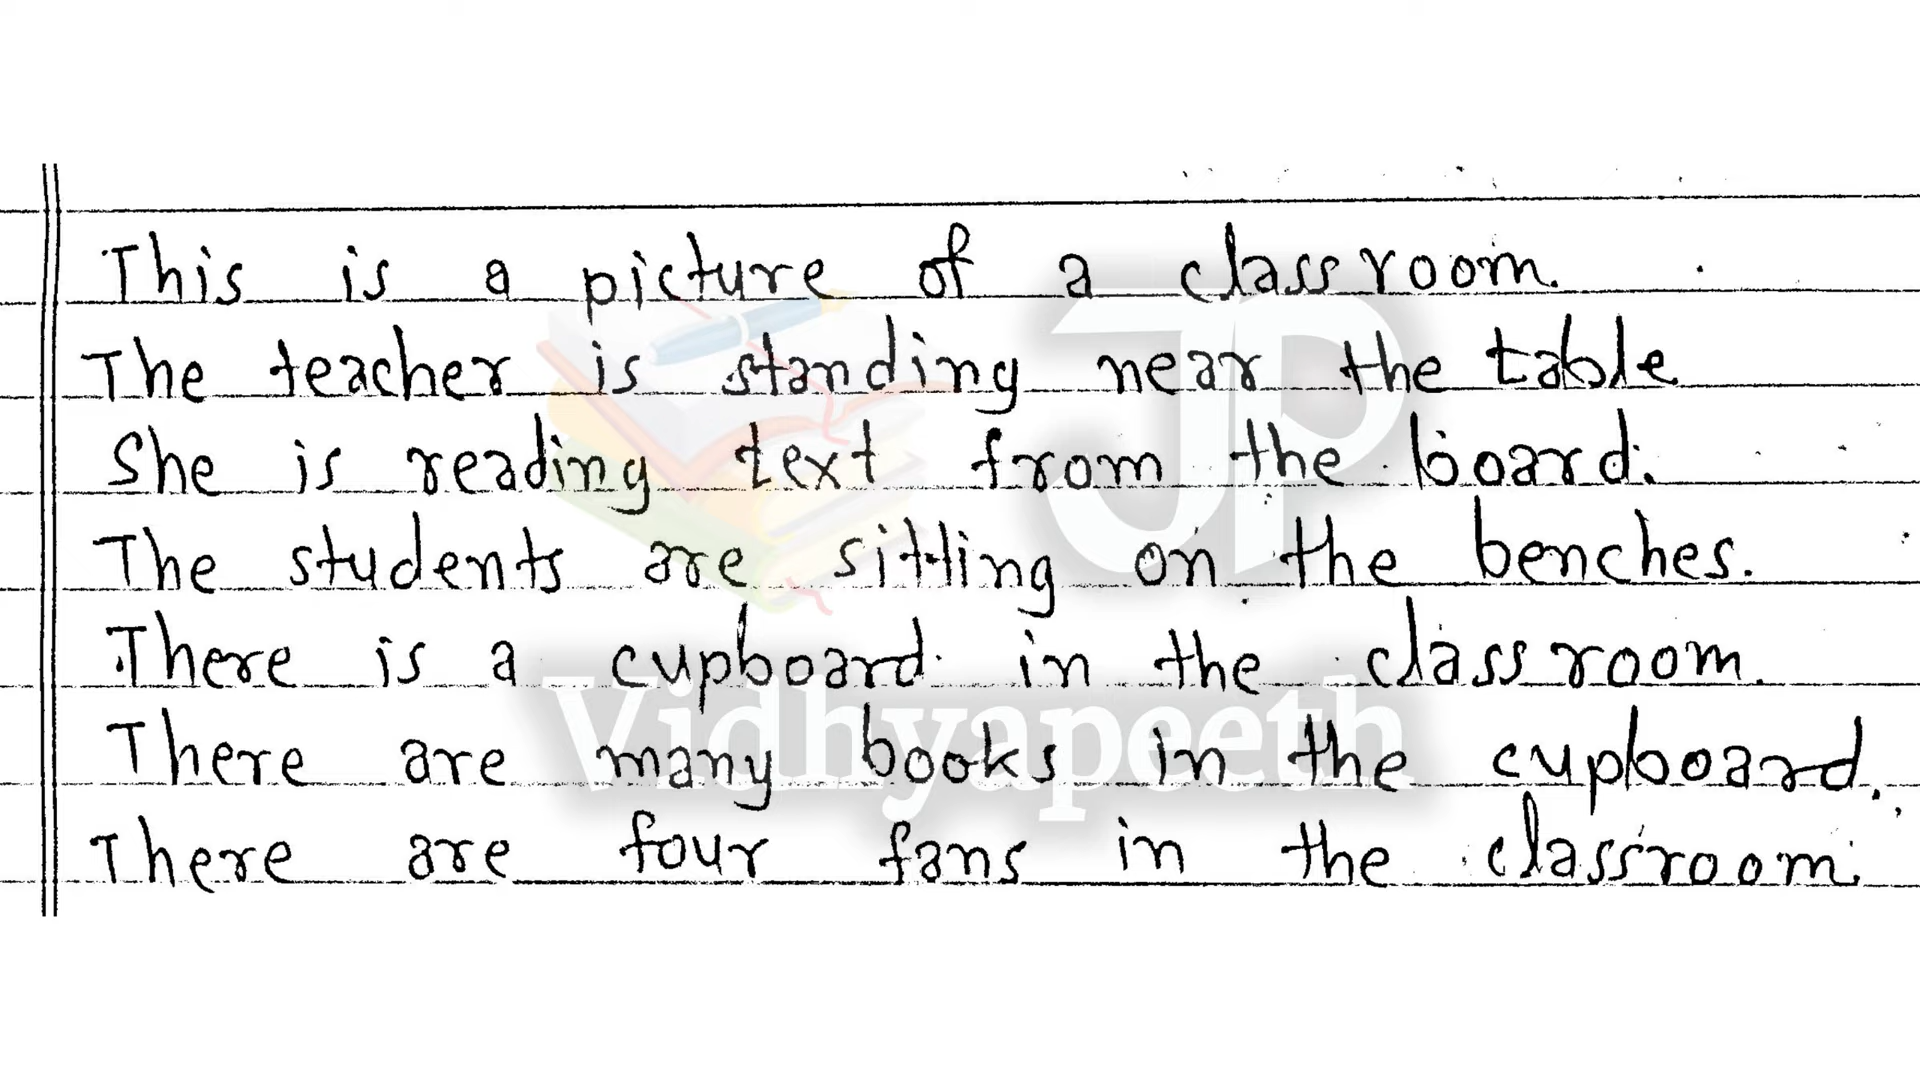 This is a picture of a classroom.
The teacher is standing near the table
She is reading text from the board.
The students are sitting on the benches.
There is a cupboard in the classroom.
There are many books in the cupboard.
There are four fans in the classroom.
JP
Vidhyapeeth